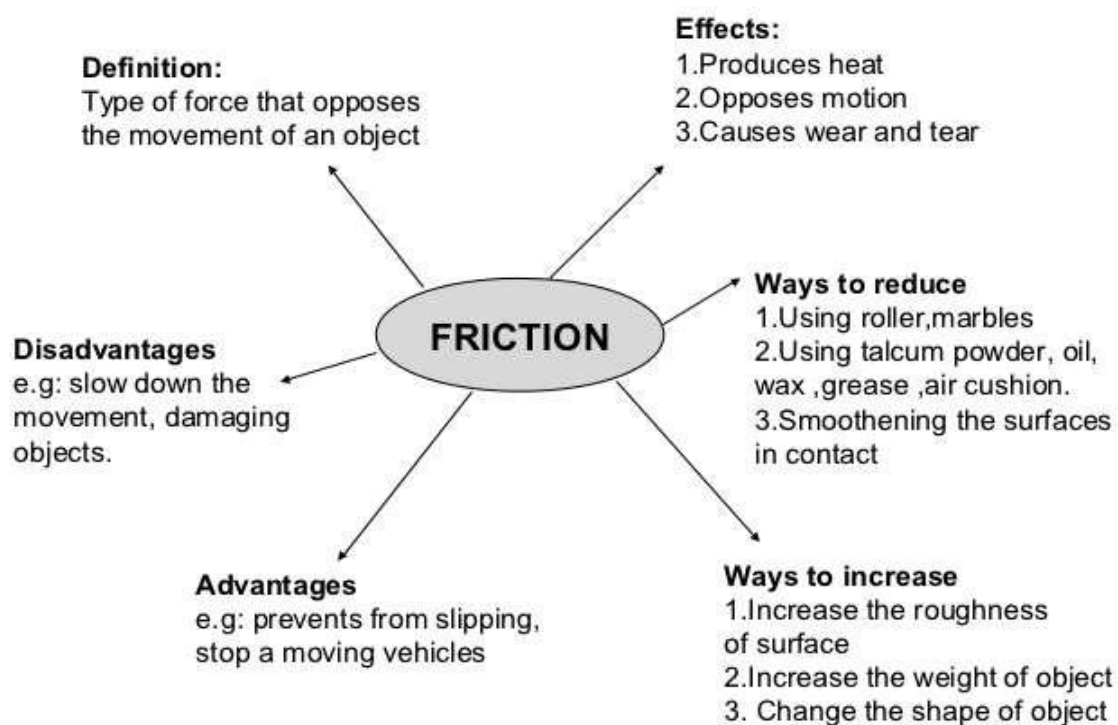 Definition:
Type of force that opposes
the movement of an object
Effects:
1.Produces heat
2.Opposes motion
3.Causes wear and tear
FRICTION
Ways to reduce
1.Using roller,marbles
2.Using talcum powder, oil,
wax ,grease ,air cushion.
3.Smoothening the surfaces
in contact
Disadvantages
e.g: slow down the
movement, damaging
objects.
Advantages
e.g: prevents from slipping,
stop a moving vehicles
Ways to increase
1.Increase the roughness
of surface
2.Increase the weight of object
3. Change the shape of object